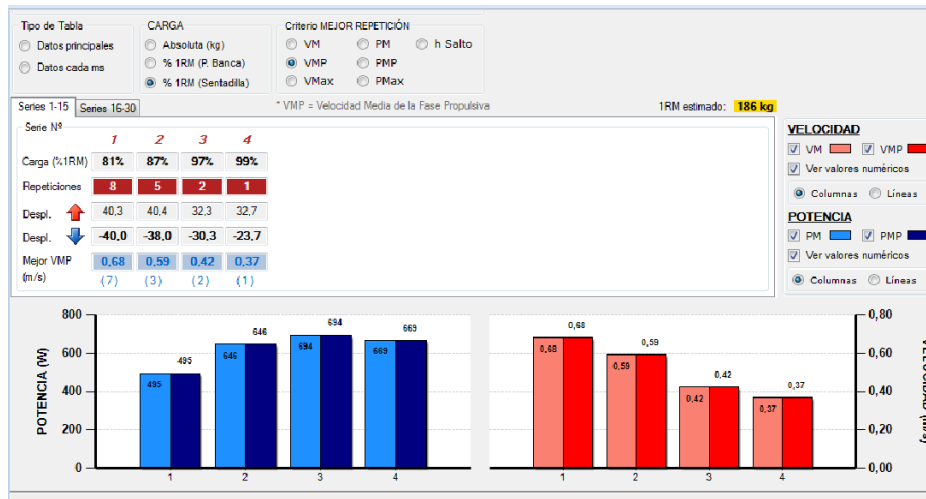 Tipo de Tabla
Datos principales
Datos cada ms
CARGA
Absoluta (kg)
% 1RM (P. Banca)
% 1RM (Sentadilla)
Criterio MEJOR REPETICIÓN
VM PM h Salto
VMP PMP
VMax PMax
Series 1-15 Series 16-30
* VMP = Velocidad Media de la Fase Propulsiva
1RM estimado: 186 kg
Serie Nº
1 2 3 4
Carga (%1RM) 81% 87% 97% 99%
Repeticiones 8 5 2 1
Despl. 40,3 40,4 32,3 32,7
Despl. -40,0 -38,0 -30,3 -23,7
Mejor VMP 0,68 0,59 0,42 0,37
(m/s) (7) (3) (2) (1)
VELOCIDAD
VM VMP
Ver valores numéricos
Columnas Líneas
POTENCIA
PM PMP
Ver valores numéricos
Columnas Líneas
POTENCIA (W)
800
600
400
200
0
495 495
646 646
694 694
669 669
1 2 3 4
0,68 0,68
0,59 0,59
0,42 0,42
0,37 0,37
1 2 3 4
0,80
0,60
0,40
0,20
0,00